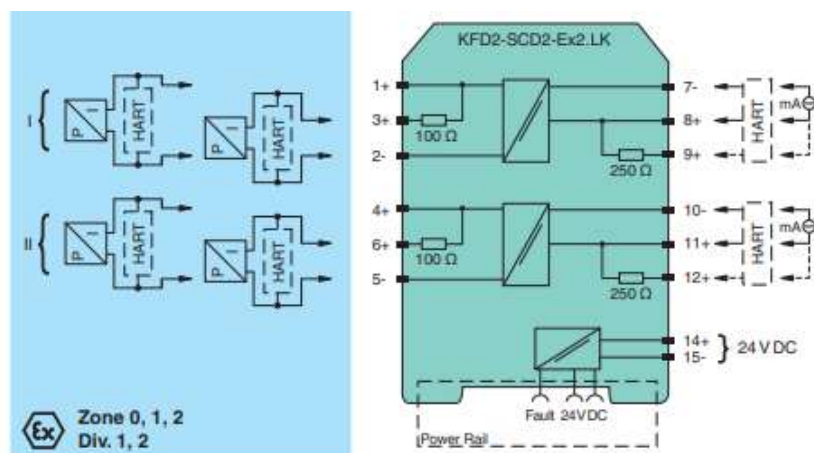 KFD2-SCD2-Ex2.LK
I
P I
HART
P I
HART
1+
3+
100 Ω
2-
7-
8+
9+
250 Ω
HART
mA
II
P I
HART
P I
HART
4+
6+
100 Ω
5-
10-
11+
12+
250 Ω
HART
mA
14+
15-
24 V DC
Fault 24VDC
Power Rail
Ex
Zone 0, 1, 2
Div. 1, 2